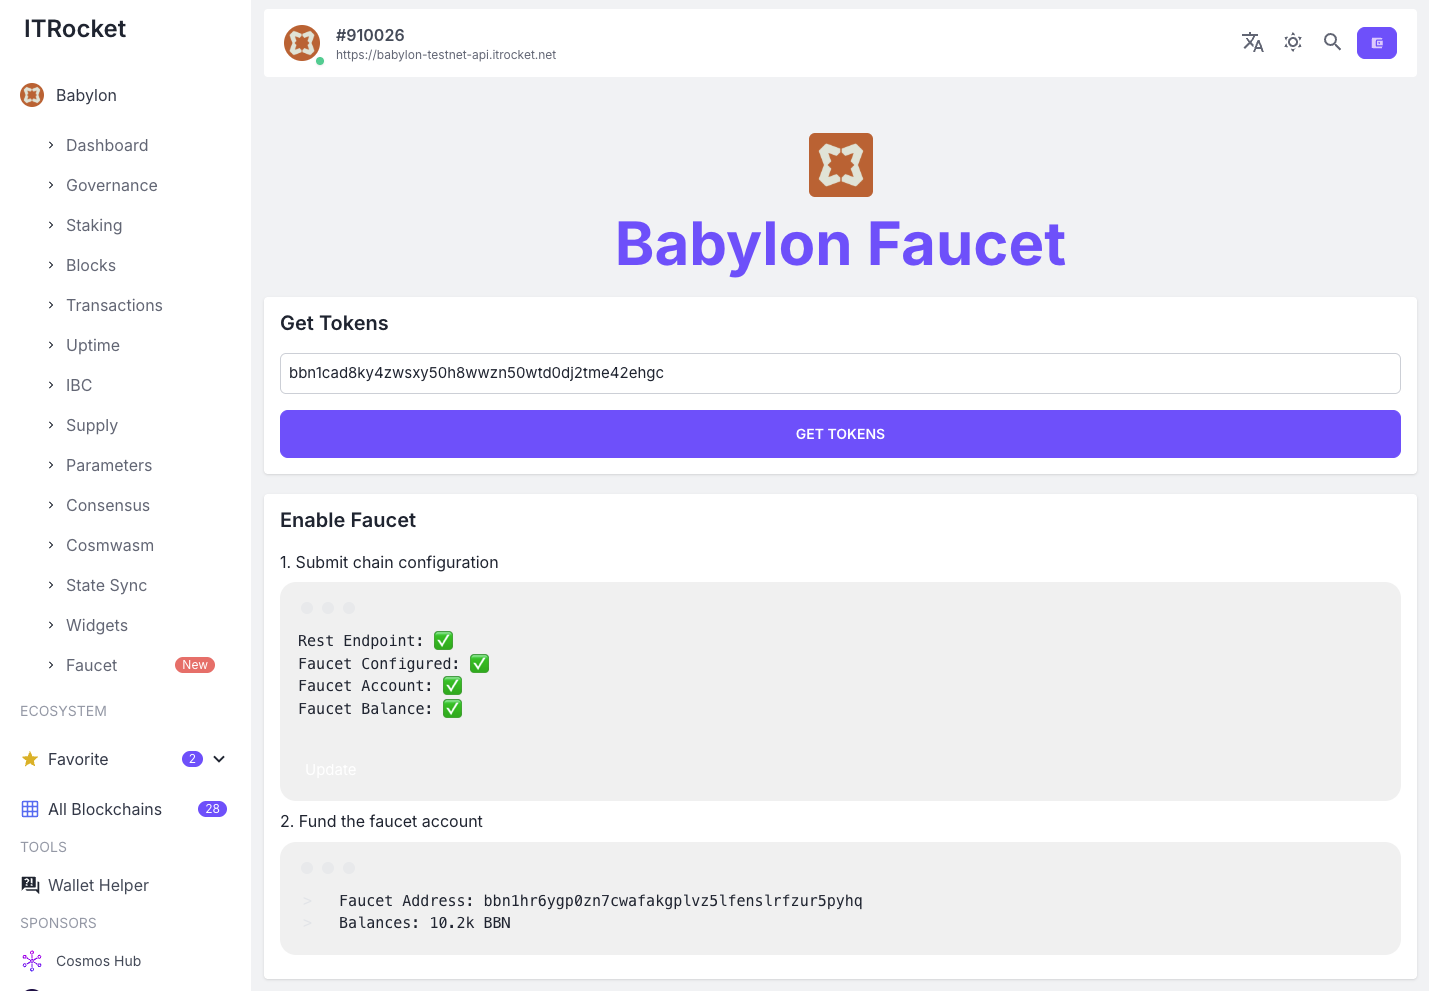 ITRocket
#910026
https://babylon-testnet-api.itrocket.net
Babylon
Dashboard
Governance
Staking
Blocks
Transactions
Uptime
IBC
Supply
Parameters
Consensus
Cosmwasm
State Sync
Widgets
Faucet New
ECOSYSTEM
Favorite 2
All Blockchains 28
TOOLS
Wallet Helper
SPONSORS
Cosmos Hub
Babylon Faucet
Get Tokens
bbn1cad8ky4zwsxy50h8wwzn50wtd0dj2tme42ehgc
GET TOKENS
Enable Faucet
1. Submit chain configuration
Rest Endpoint: ✅
Faucet Configured: ✅
Faucet Account: ✅
Faucet Balance: ✅
Update
2. Fund the faucet account
> Faucet Address: bbn1hr6ygp0zn7cwafakgplvz5lfenslrfzur5pyhq
> Balances: 10.2k BBN